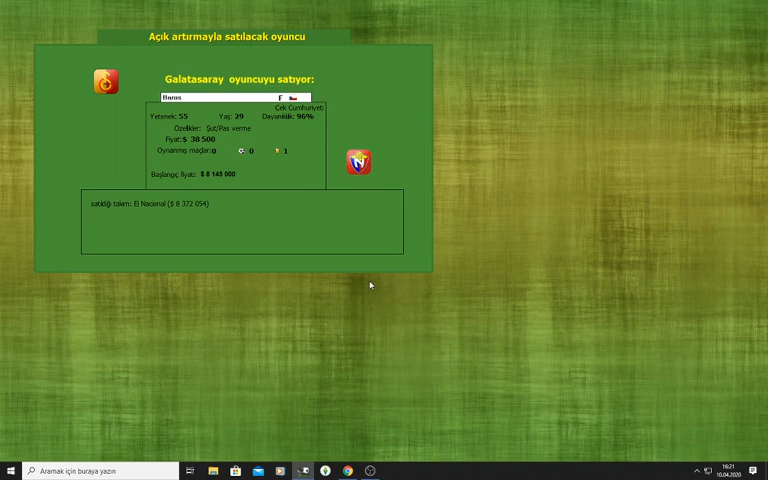 Açık artırmayla satılacak oyuncu
Galatasaray oyuncuyu satıyor:
Baros F
Çek Cumhuriyeti
Yetenek: 55 Yaş: 29 Dayanıklık: 96%
Özellikler: Şut/Pas verme
Fiyat: $ 38 500
Oynanmış maçlar: 0 0 1
Başlangıç fiyatı: $ 8 145 000
satıldığı takım: El Nacional ($ 8 372 054)
Aramak için buraya yazın
16:21
10.04.2020